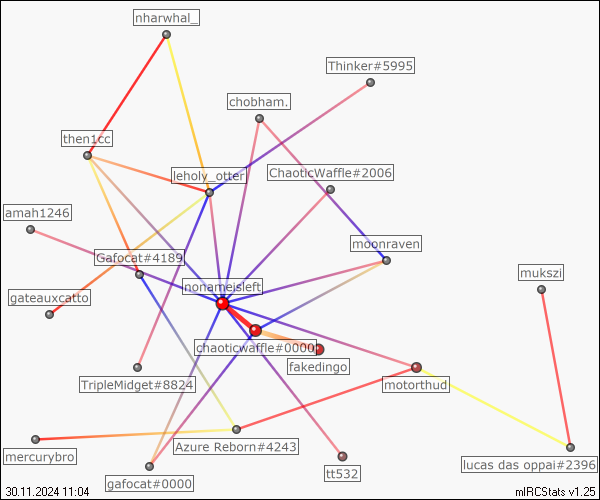 nharwhal_
Thinker#5995
chobham.
then1cc
leholy_otter
ChaoticWaffle#2006
amah1246
moonraven
Gafocat#4189
mukszi
nonameisleft
gateauxcatto
chaoticwaffle#0000
fakedingo
TripleMidget#8824
motorthud
Azure Reborn#4243
mercurybro
lucas das oppai#2396
tt532
gafocat#0000
30.11.2024 11:04
mIRCStats v1.25